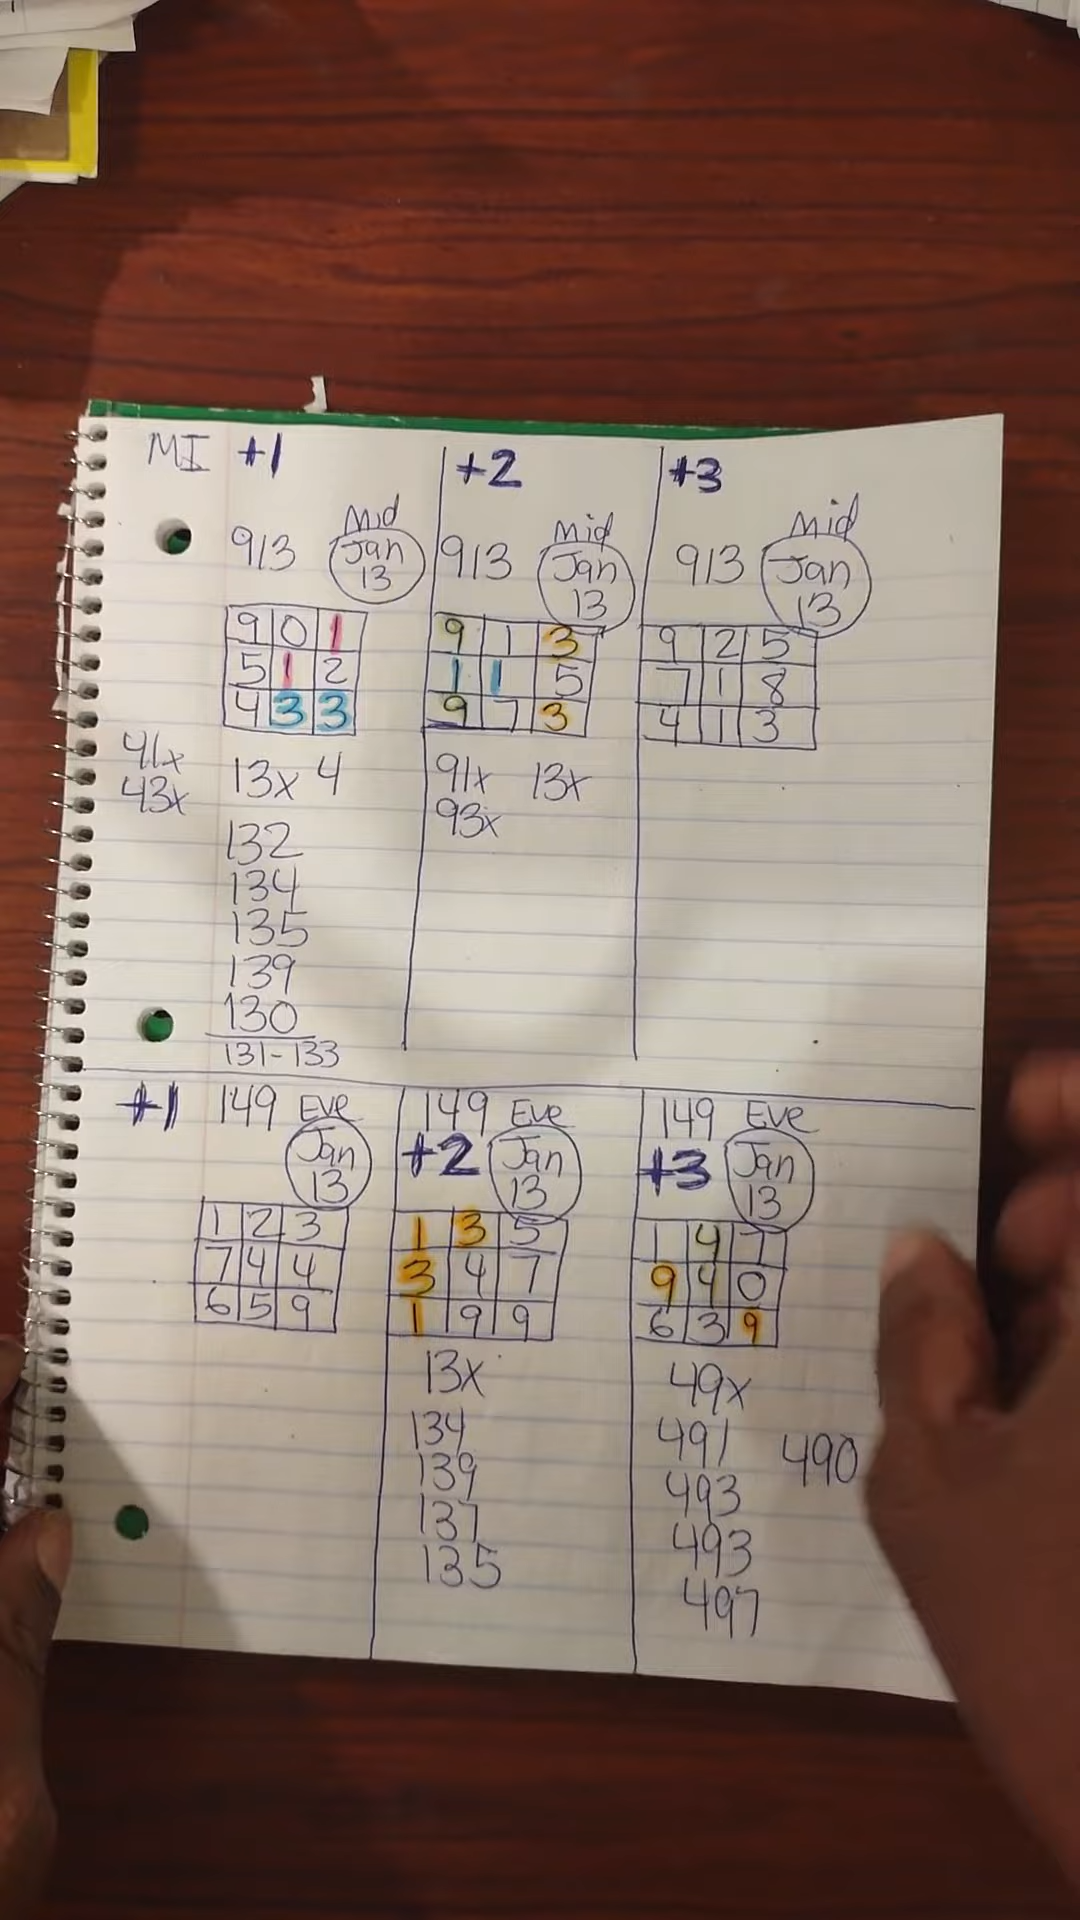 MI +1
Mid
913 Jan
13
9 0 1
5 1 2
4 3 3
41x
43x
13x 4
132
134
135
139
130
131-133
+2
Mid
913 Jan
13
9 1 3
1 1 5
9 7 3
91x 13x
93x
+3
Mid
913 Jan
13
9 2 5
7 1 8
4 1 3
+1 149 Eve
Jan
13
1 2 3
7 4 4
6 5 9
149 Eve
+2 Jan
13
1 3 5
3 4 7
1 9 9
13x
134
139
137
135
149 Eve
+3 Jan
13
1 4 7
9 4 0
6 3 9
49x
491 490
493
493
497